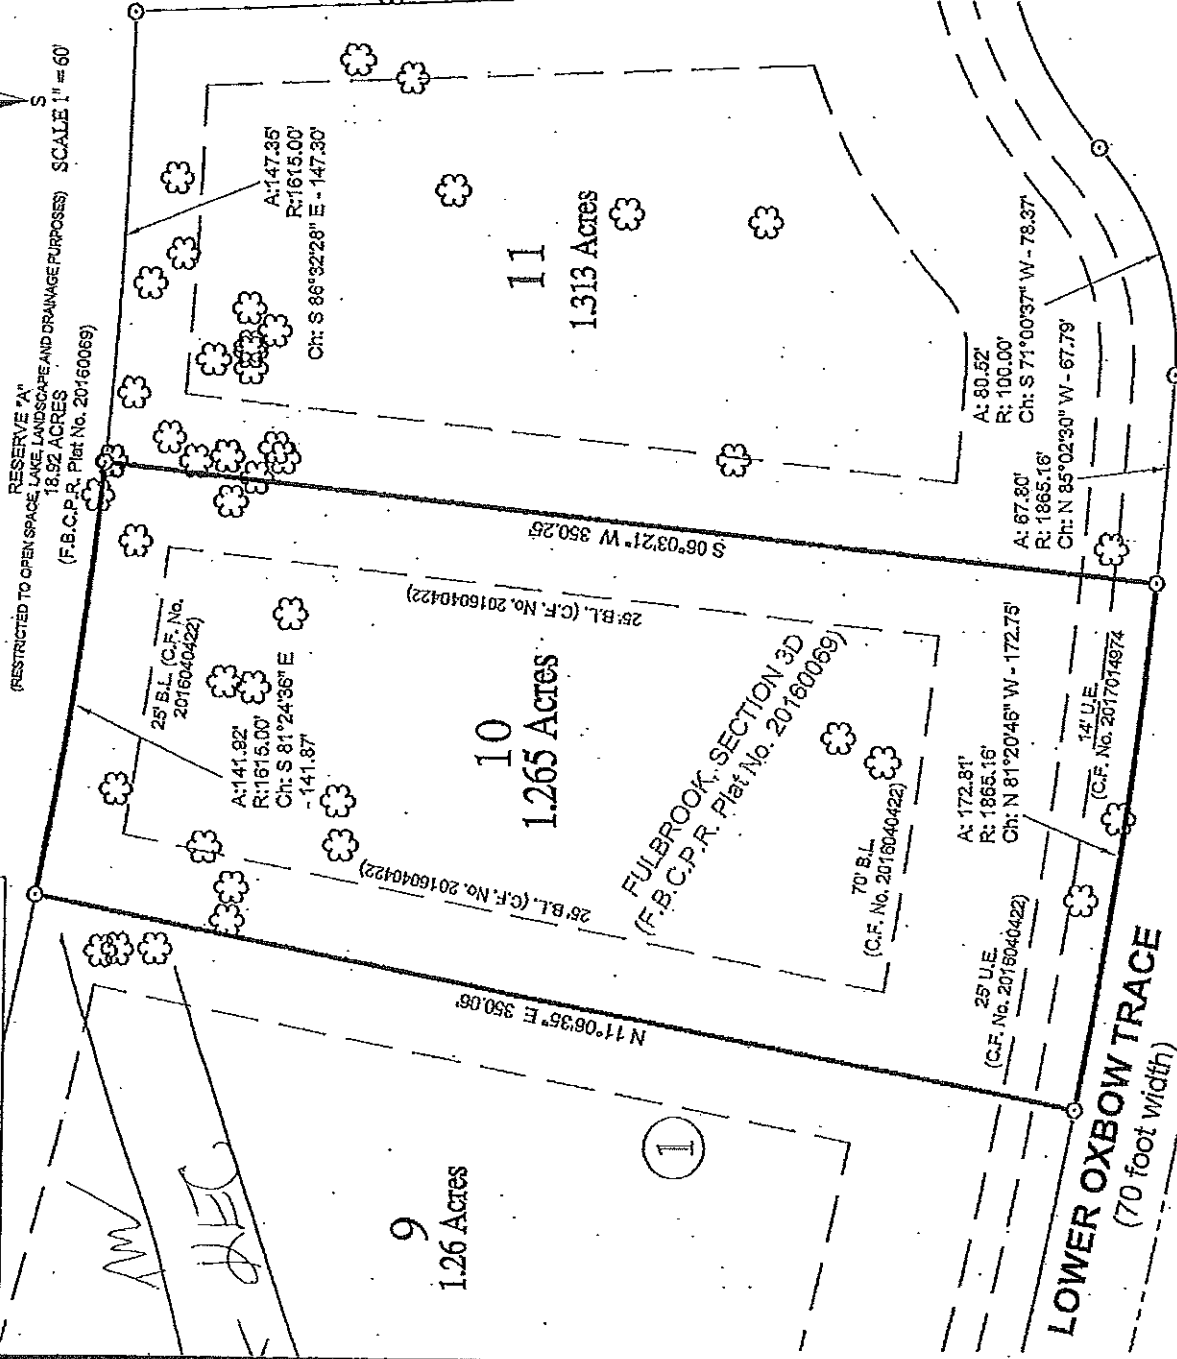 RESERVE "A"
(RESTRICTED TO OPEN SPACE, LAKE, LANDSCAPE AND DRAINAGE PURPOSES)
18.92 ACRES
(F.B.C.P.R. Plat No. 20160069)
S
SCALE 1" = 60'
A:147.35'
R:1615.00'
Ch: S 86°32'28" E - 147.30'
11
1.313 Acres
25' B.L. (C.F. No.
2016040422)
A:141.92'
R:1615.00'
Ch: S 81°24'36" E
- 141.87'
10
1.265 Acres
S 06°03'21" W 350.25'
25' B.L. (C.F. No. 2016040422)
25' B.L. (C.F. No. 2016040422)
N 11°06'35" E 350.06'
FULBROOK, SECTION 3D
(F.B.C.P.R. Plat No. 20160069)
70' B.L.
(C.F. No. 2016040422)
9
1.26 Acres
1
A: 80.52'
R: 100.00'
Ch: S 71°00'37" W - 78.37'
A: 67.80'
R: 1865.16'
Ch: N 85°02'30" W - 67.79'
A: 172.81'
R: 1865.16'
Ch: N 81°20'46" W - 172.75'
14' U.E.
(C.F. No. 2017014974
25' U.E.
(C.F. No. 2016040422)
LOWER OXBOW TRACE
(70 foot width)